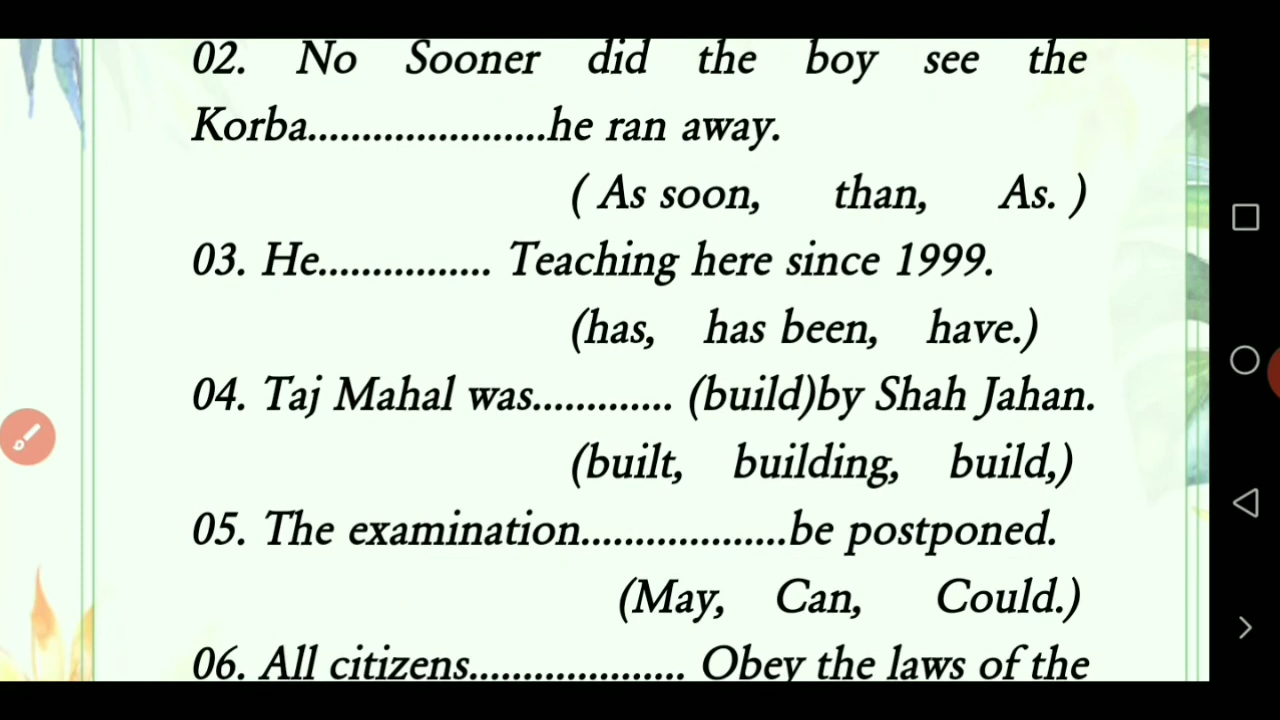 02. No Sooner did the boy see the
Korba......................he ran away.
( As soon, than, As. )
03. He................ Teaching here since 1999.
(has, has been, have.)
04. Taj Mahal was............. (build)by Shah Jahan.
(built, building, build,)
05. The examination...................be postponed.
(May, Can, Could.)
06. All citizens.................... Obey the laws of the